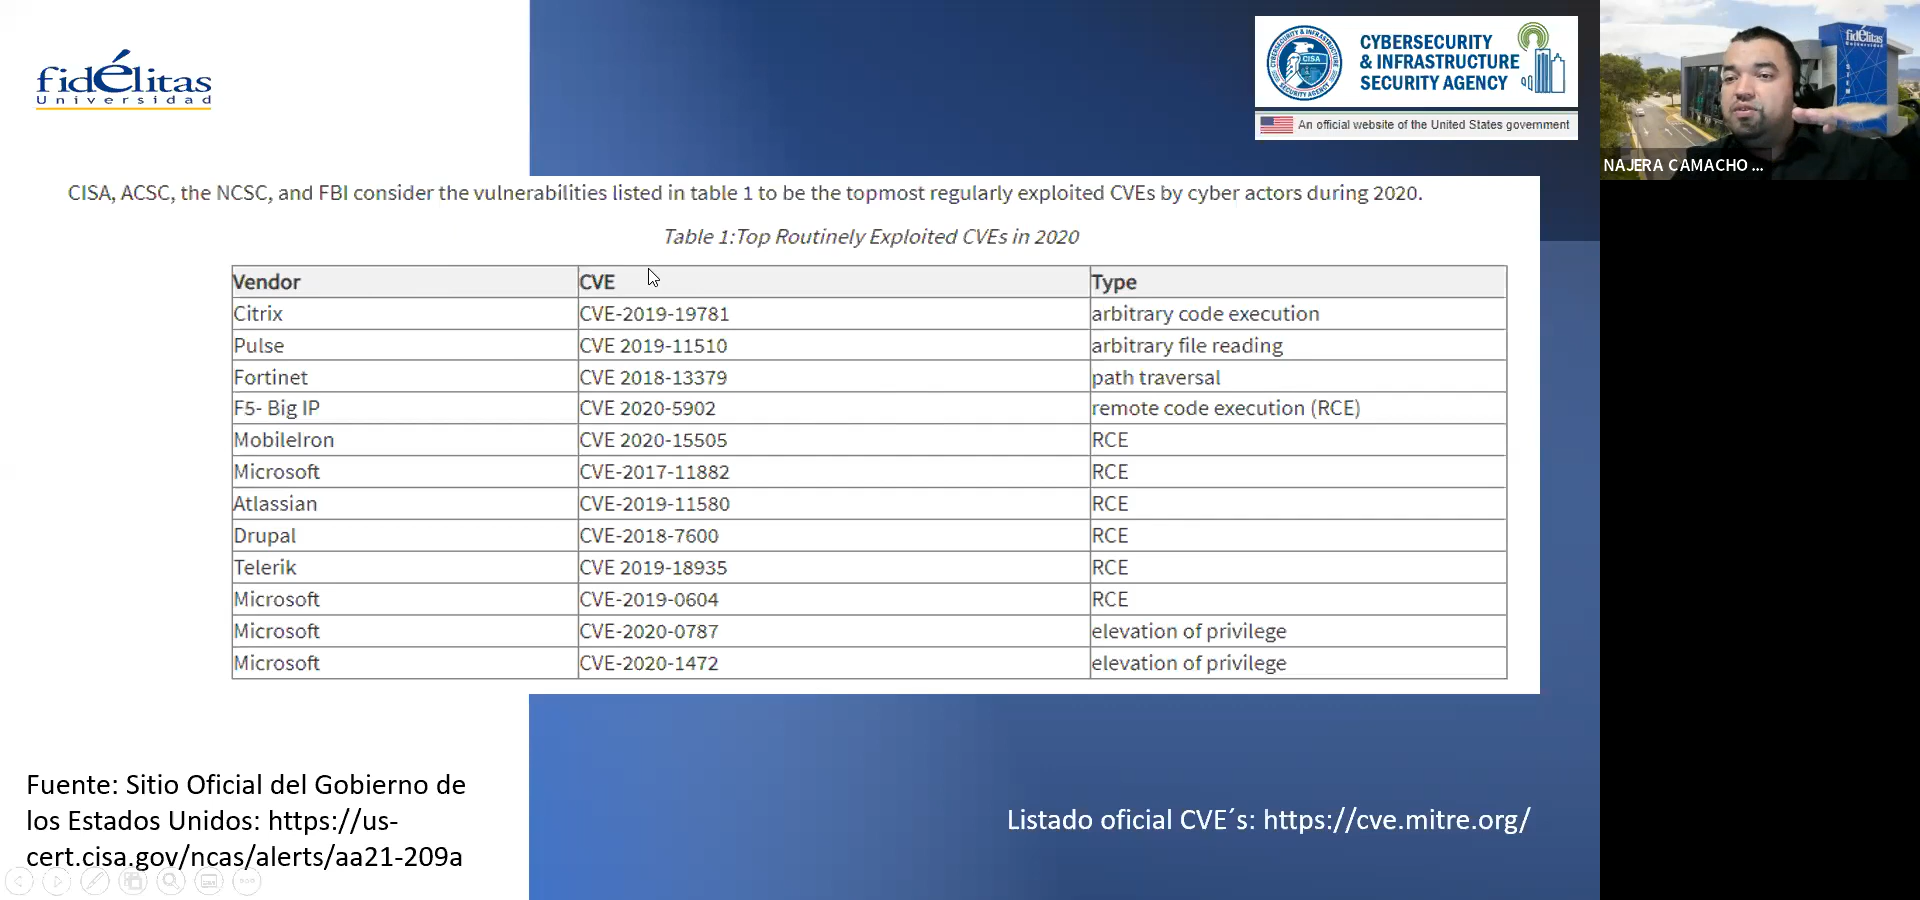 fidélitas
Universidad
CYBERSECURITY
& INFRASTRUCTURE
SECURITY AGENCY
An official website of the United States government
fidélitas
Universidad
NAJERA CAMACHO ...
CISA, ACSC, the NCSC, and FBI consider the vulnerabilities listed in table 1 to be the topmost regularly exploited CVEs by cyber actors during 2020.
Table 1:Top Routinely Exploited CVEs in 2020
Vendor CVE Type
Citrix CVE-2019-19781 arbitrary code execution
Pulse CVE 2019-11510 arbitrary file reading
Fortinet CVE 2018-13379 path traversal
F5- Big IP CVE 2020-5902 remote code execution (RCE)
MobileIron CVE 2020-15505 RCE
Microsoft CVE-2017-11882 RCE
Atlassian CVE-2019-11580 RCE
Drupal CVE-2018-7600 RCE
Telerik CVE 2019-18935 RCE
Microsoft CVE-2019-0604 RCE
Microsoft CVE-2020-0787 elevation of privilege
Microsoft CVE-2020-1472 elevation of privilege
Fuente: Sitio Oficial del Gobierno de
los Estados Unidos: https://us-
cert.cisa.gov/ncas/alerts/aa21-209a
Listado oficial CVE´s: https://cve.mitre.org/